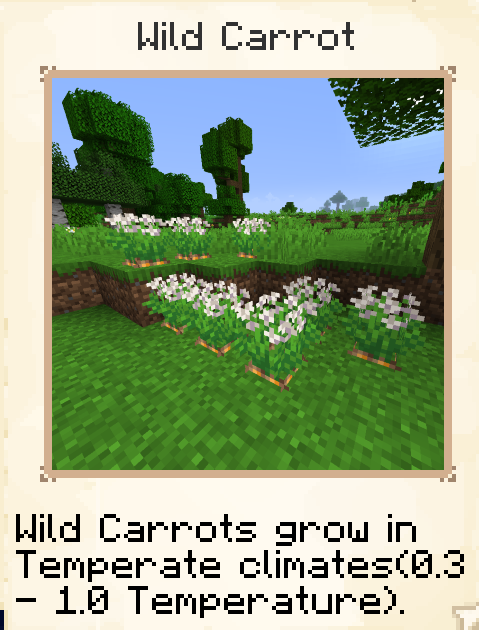 Wild Carrot
Wild Carrots grow in
Temperate climates(0.3
- 1.0 Temperature).